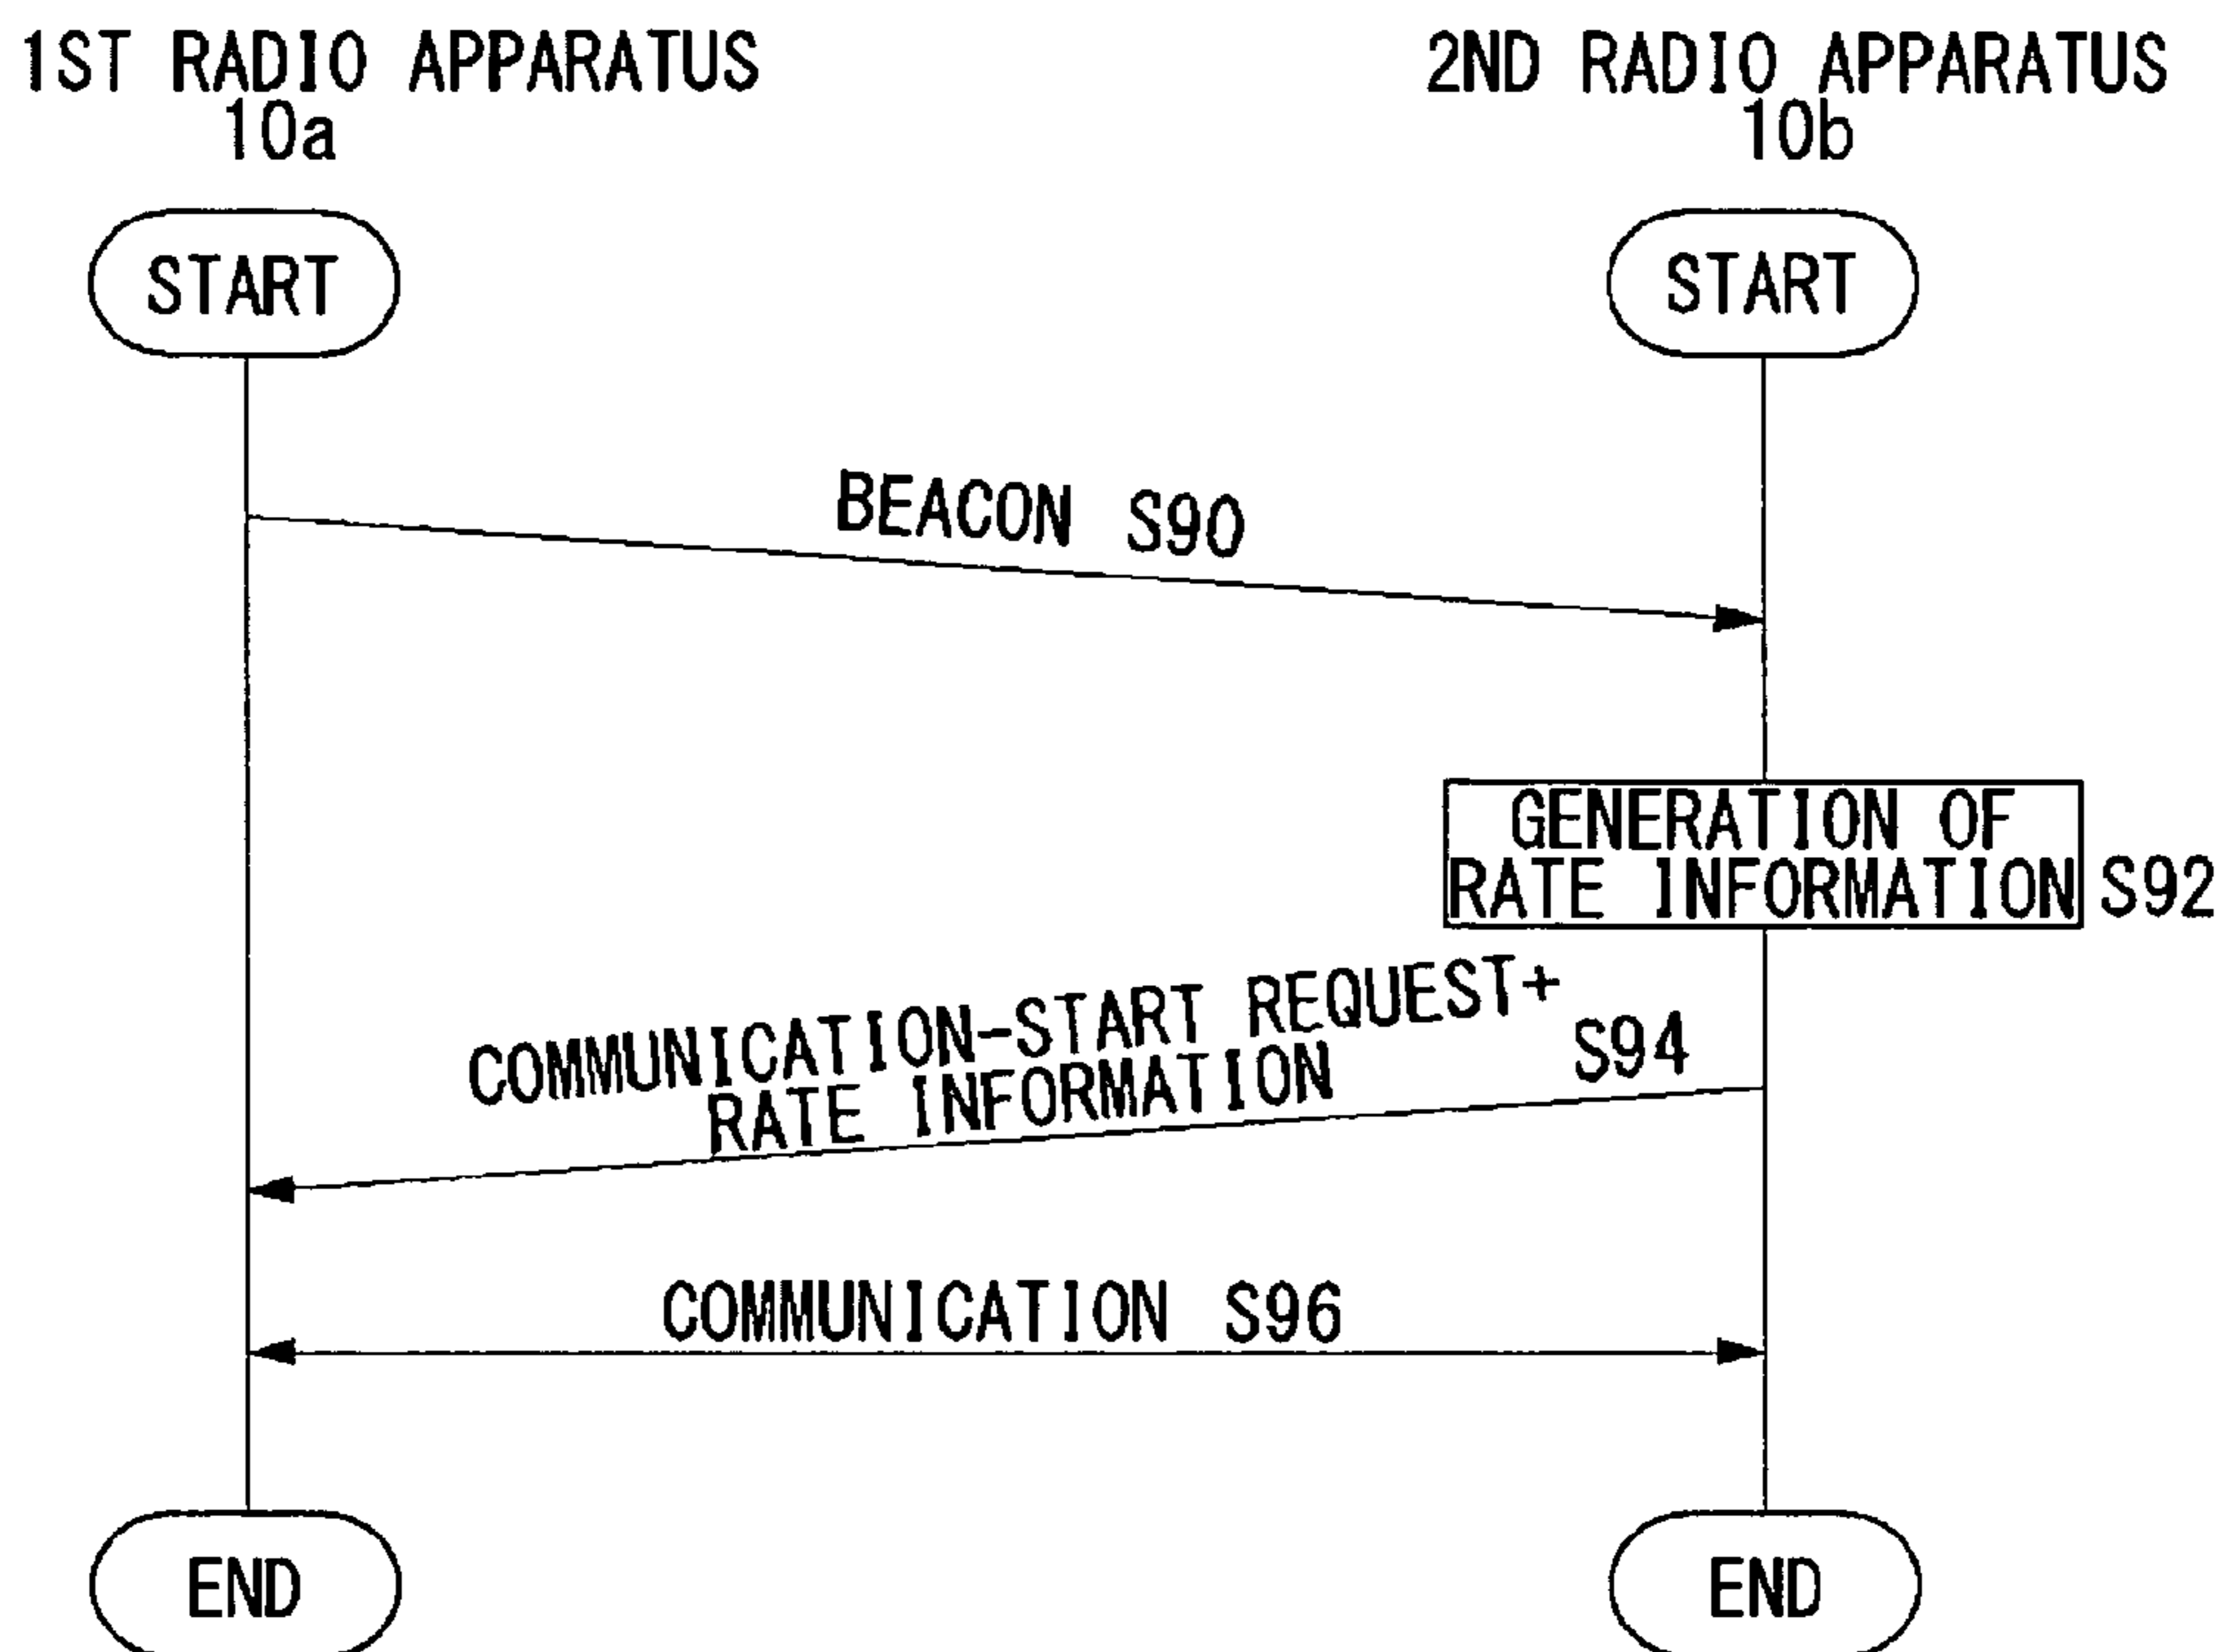 1ST RADIO APPARATUS
10a
2ND RADIO APPARATUS
10b
START
START
BEACON S90
GENERATION OF
RATE INFORMATION S92
COMMUNICATION-START REQUEST+
RATE INFORMATION
S94
COMMUNICATION S96
END
END